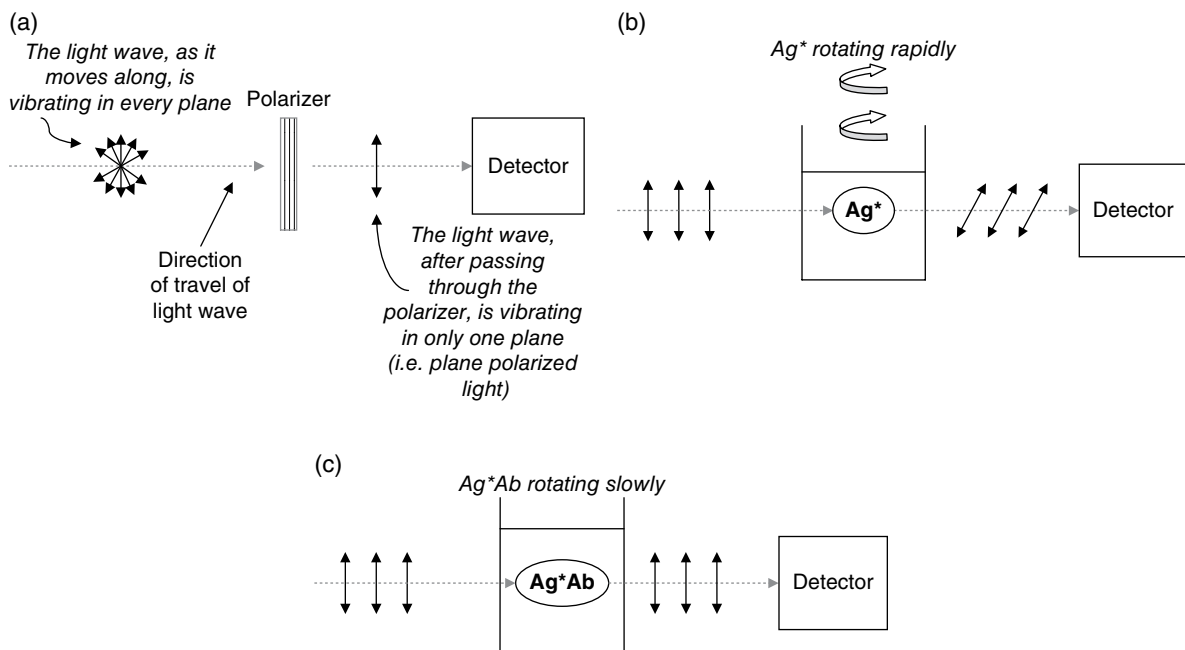 (a)
The light wave, as it
moves along, is
vibrating in every plane
Polarizer
Detector
Direction
of travel of
light wave
The light wave,
after passing
through the
polarizer, is vibrating
in only one plane
(i.e. plane polarized
light)
(b)
Ag* rotating rapidly
Ag*
Detector
(c)
Ag*Ab rotating slowly
Ag*Ab
Detector